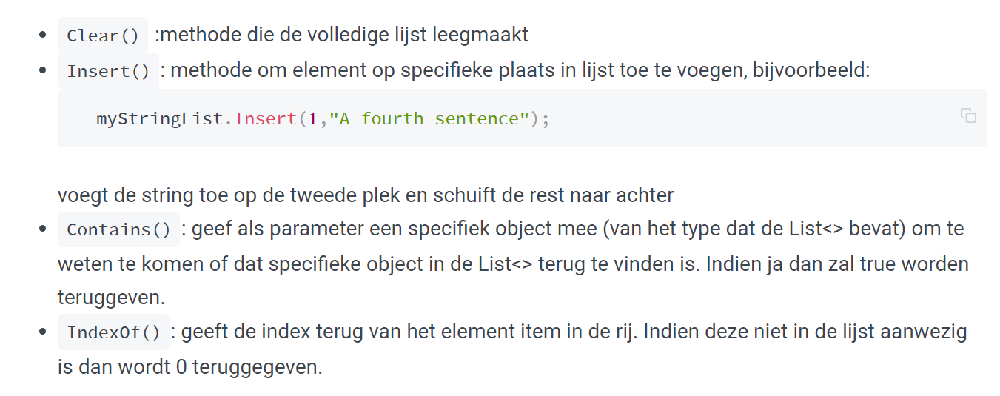 Clear() :methode die de volledige lijst leegmaakt
Insert() : methode om element op specifieke plaats in lijst toe te voegen, bijvoorbeeld:
myStringList.Insert(1,"A fourth sentence");
voegt de string toe op de tweede plek en schuift de rest naar achter
Contains() : geef als parameter een specifiek object mee (van het type dat de List<> bevat) om te
weten te komen of dat specifieke object in de List<> terug te vinden is. Indien ja dan zal true worden
teruggeven.
IndexOf() : geeft de index terug van het element item in de rij. Indien deze niet in de lijst aanwezig
is dan wordt 0 teruggegeven.